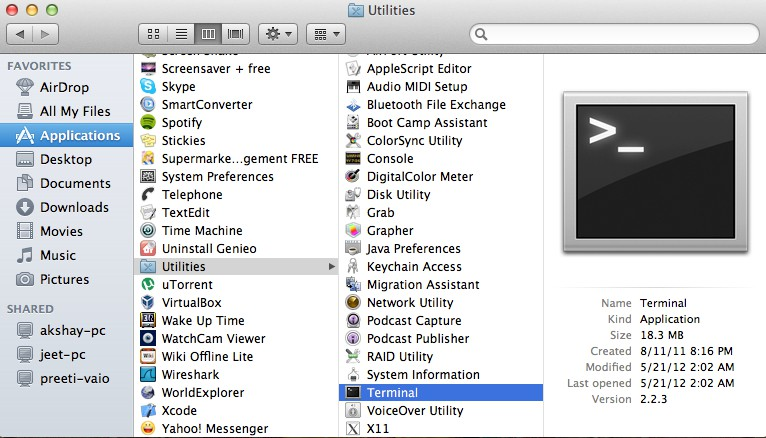 Utilities
FAVORITES
AirDrop
All My Files
Applications
Desktop
Documents
Downloads
Movies
Music
Pictures
SHARED
akshay-pc
jeet-pc
preeti-vaio
Screensaver + free
Skype
SmartConverter
Spotify
Stickies
Supermarke...gement FREE
System Preferences
Telephone
TextEdit
Time Machine
Uninstall Genieo
Utilities
uTorrent
VirtualBox
Wake Up Time
WatchCam Viewer
Wiki Offline Lite
Wireshark
WorldExplorer
Xcode
Yahoo! Messenger
AirPort Utility
AppleScript Editor
Audio MIDI Setup
Bluetooth File Exchange
Boot Camp Assistant
ColorSync Utility
Console
DigitalColor Meter
Disk Utility
Grab
Grapher
Java Preferences
Keychain Access
Migration Assistant
Network Utility
Podcast Capture
Podcast Publisher
RAID Utility
System Information
Terminal
VoiceOver Utility
X11
>_
Name Terminal
Kind Application
Size 18.3 MB
Created 8/11/11 8:16 PM
Modified 5/21/12 2:02 AM
Last opened 5/21/12 2:02 AM
Version 2.2.3